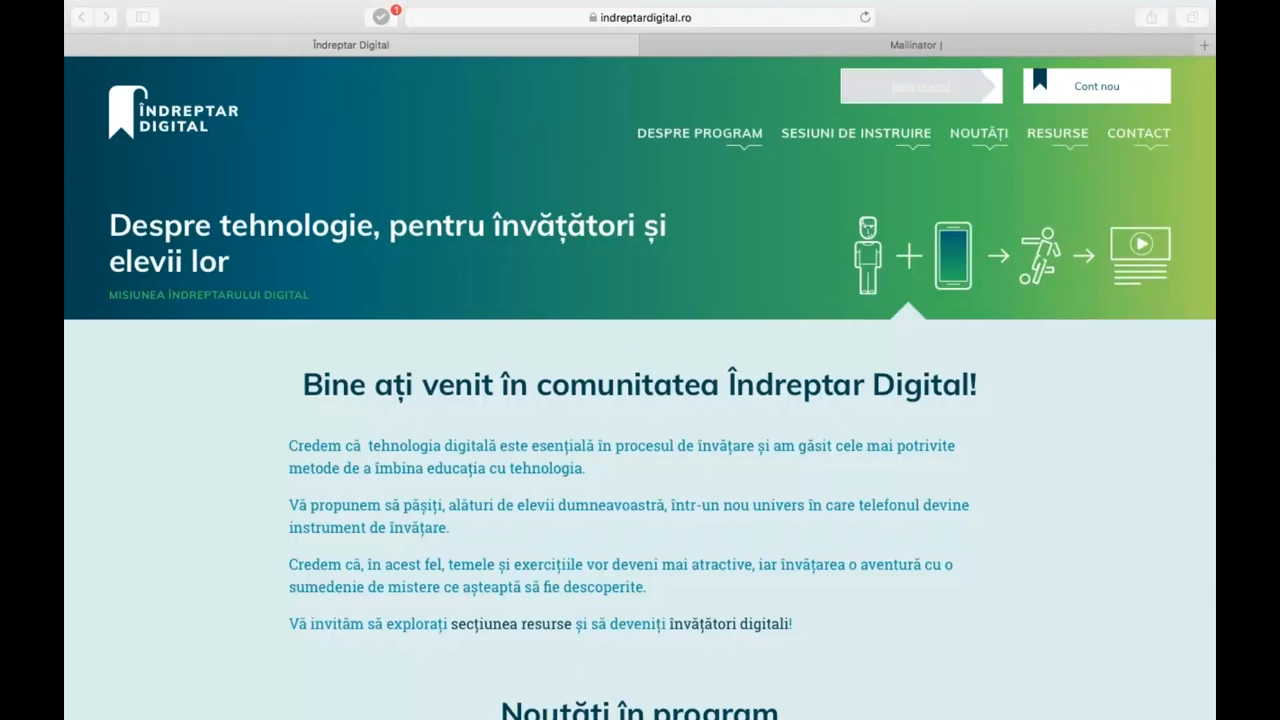 indreptardigital.ro
1
Îndreptar Digital
Mailinator |
ÎNDREPTAR
DIGITAL
Cont nou
DESPRE PROGRAM SESIUNI DE INSTRUIRE NOUTĂȚI RESURSE CONTACT
Despre tehnologie, pentru învățători și
elevii lor
MISIUNEA ÎNDREPTARULUI DIGITAL
Bine ați venit în comunitatea Îndreptar Digital!
Credem că tehnologia digitală este esențială în procesul de învățare și am găsit cele mai potrivite
metode de a îmbina educația cu tehnologia.
Vă propunem să pășiți, alături de elevii dumneavoastră, într-un nou univers în care telefonul devine
instrument de învățare.
Credem că, în acest fel, temele și exercițiile vor deveni mai atractive, iar învățarea o aventură cu o
sumedenie de mistere ce așteaptă să fie descoperite.
Vă invităm să explorați secțiunea resurse și să deveniți învățători digitali!
Noutăți în program